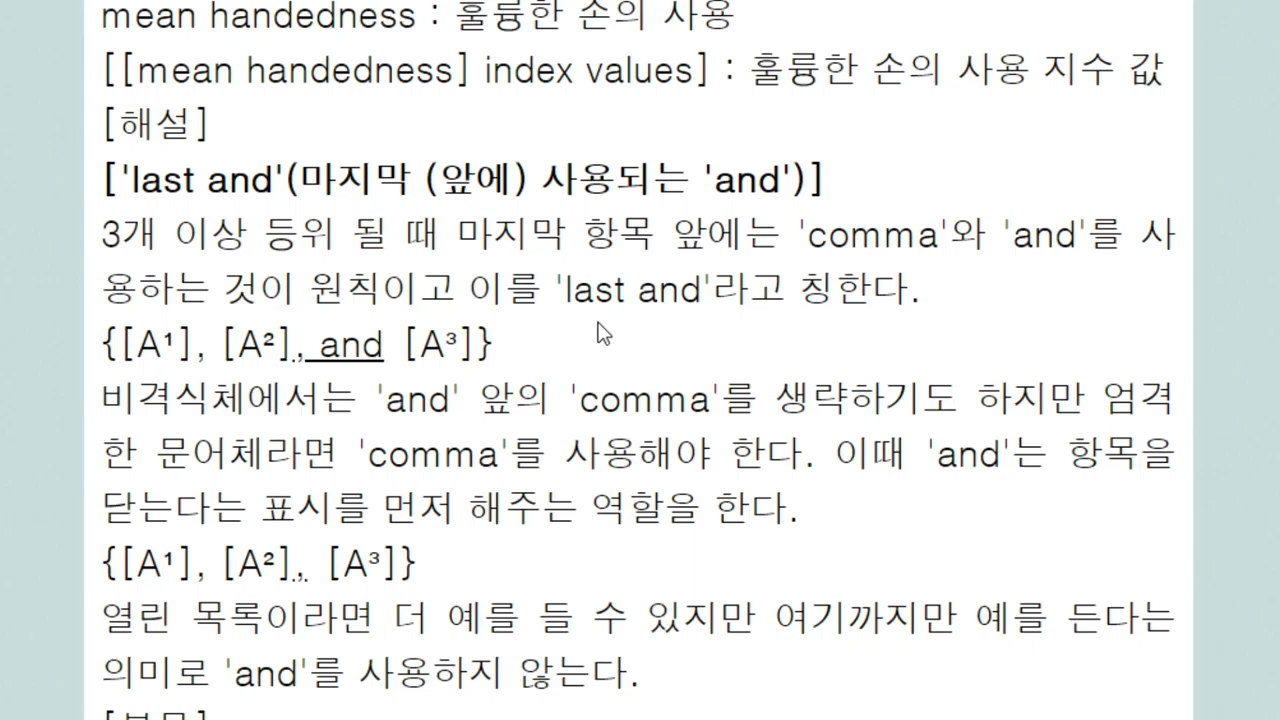 mean handedness : 훌륭한 손의 사용
[[mean handedness] index values] : 훌륭한 손의 사용 지수 값
[해설]
['last and'(마지막 (앞에) 사용되는 'and')]
3개 이상 등위 될 때 마지막 항목 앞에는 'comma'와 'and'를 사
용하는 것이 원칙이고 이를 'last and'라고 칭한다.
{[A¹], [A²], and [A³]}
비격식체에서는 'and' 앞의 'comma'를 생략하기도 하지만 엄격
한 문어체라면 'comma'를 사용해야 한다. 이때 'and'는 항목을
닫는다는 표시를 먼저 해주는 역할을 한다.
{[A¹], [A²], [A³]}
열린 목록이라면 더 예를 들 수 있지만 여기까지만 예를 든다는
의미로 'and'를 사용하지 않는다.